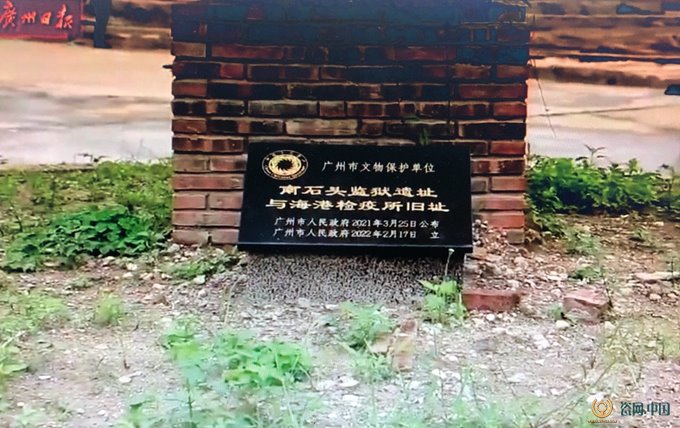 广州日报
广州市文物保护单位
南石头监狱遗址
与海港检疫所旧址
广州市人民政府2021年3月25日公布
广州市人民政府2022年2月17日 立
咨网.中国